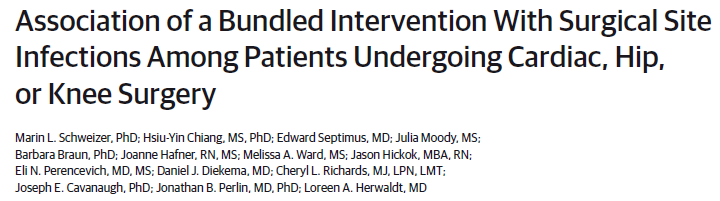 Association of a Bundled Intervention With Surgical Site
Infections Among Patients Undergoing Cardiac, Hip,
or Knee Surgery
Marin L. Schweizer, PhD; Hsiu-Yin Chiang, MS, PhD; Edward Septimus, MD; Julia Moody, MS;
Barbara Braun, PhD; Joanne Hafner, RN, MS; Melissa A. Ward, MS; Jason Hickok, MBA, RN;
Eli N. Perencevich, MD, MS; Daniel J. Diekema, MD; Cheryl L. Richards, MJ, LPN, LMT;
Joseph E. Cavanaugh, PhD; Jonathan B. Perlin, MD, PhD; Loreen A. Herwaldt, MD